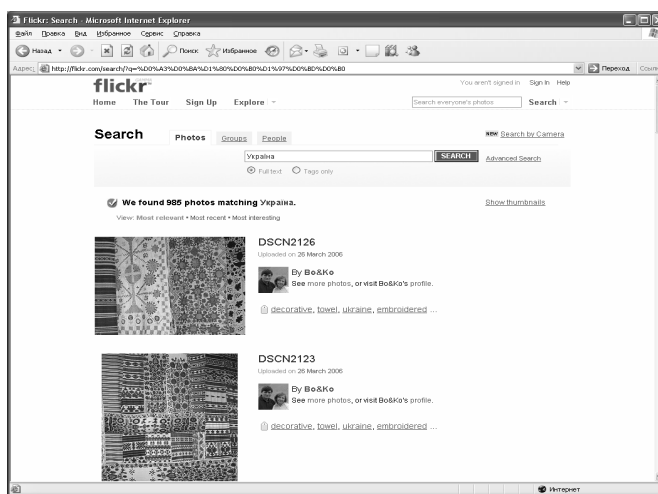 Flickr: Search - Microsoft Internet Explorer
Файл Правка Вид Избранное Сервис Справка
Назад Поиск Избранное
Адрес: http://flickr.com/search/?q=%D0%A3%D0%BA%D1%80%D0%B0%D1%97%D0%BD%D0%B0 Переход Ссылки
flickr You aren't signed in Sign In Help
Home The Tour Sign Up Explore Search everyone's photos Search
Search Photos Groups People NEW Search by Camera
Україна SEARCH Advanced Search
Full text Tags only
We found 985 photos matching Україна. Show thumbnails
View: Most relevant • Most recent • Most interesting
DSCN2126
Uploaded on 26 March 2006
By Bo&Ko
See more photos, or visit Bo&Ko's profile.
decorative, towel, ukraine, embroidered ...
DSCN2123
Uploaded on 26 March 2006
By Bo&Ko
See more photos, or visit Bo&Ko's profile.
decorative, towel, ukraine, embroidered ...
Интернет